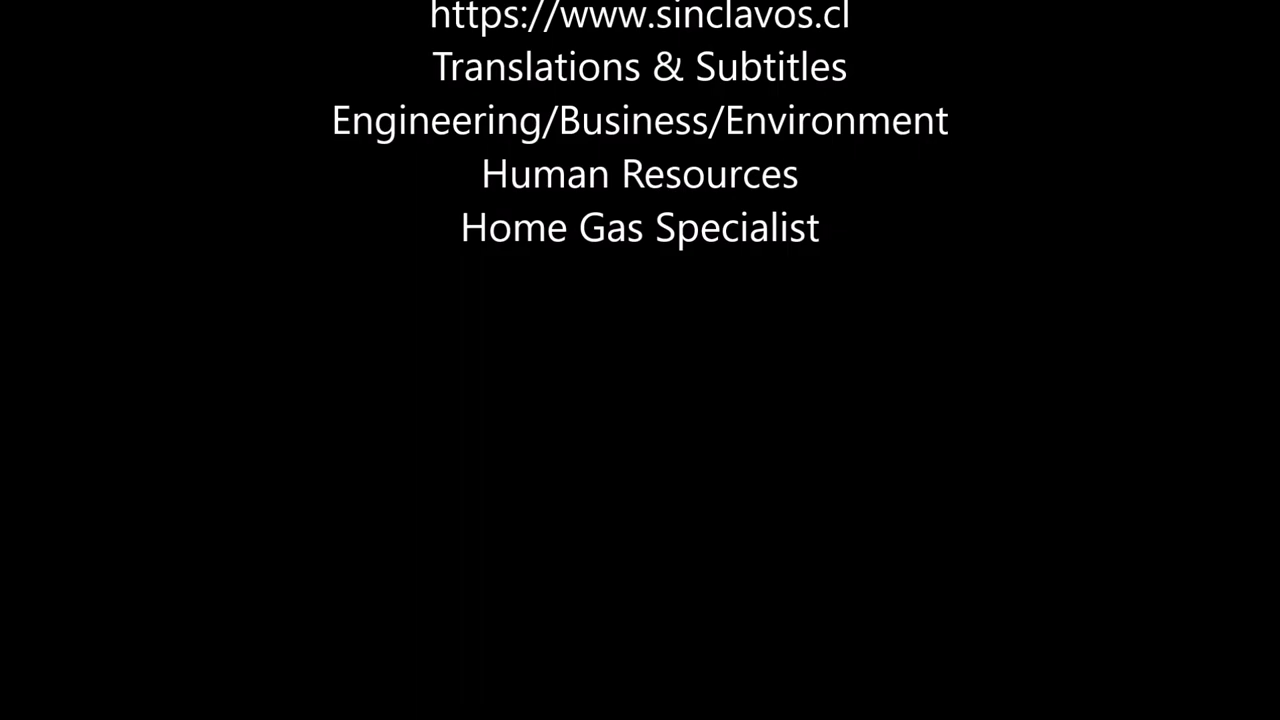 https://www.sinclavos.cl
Translations & Subtitles
Engineering/Business/Environment
Human Resources
Home Gas Specialist